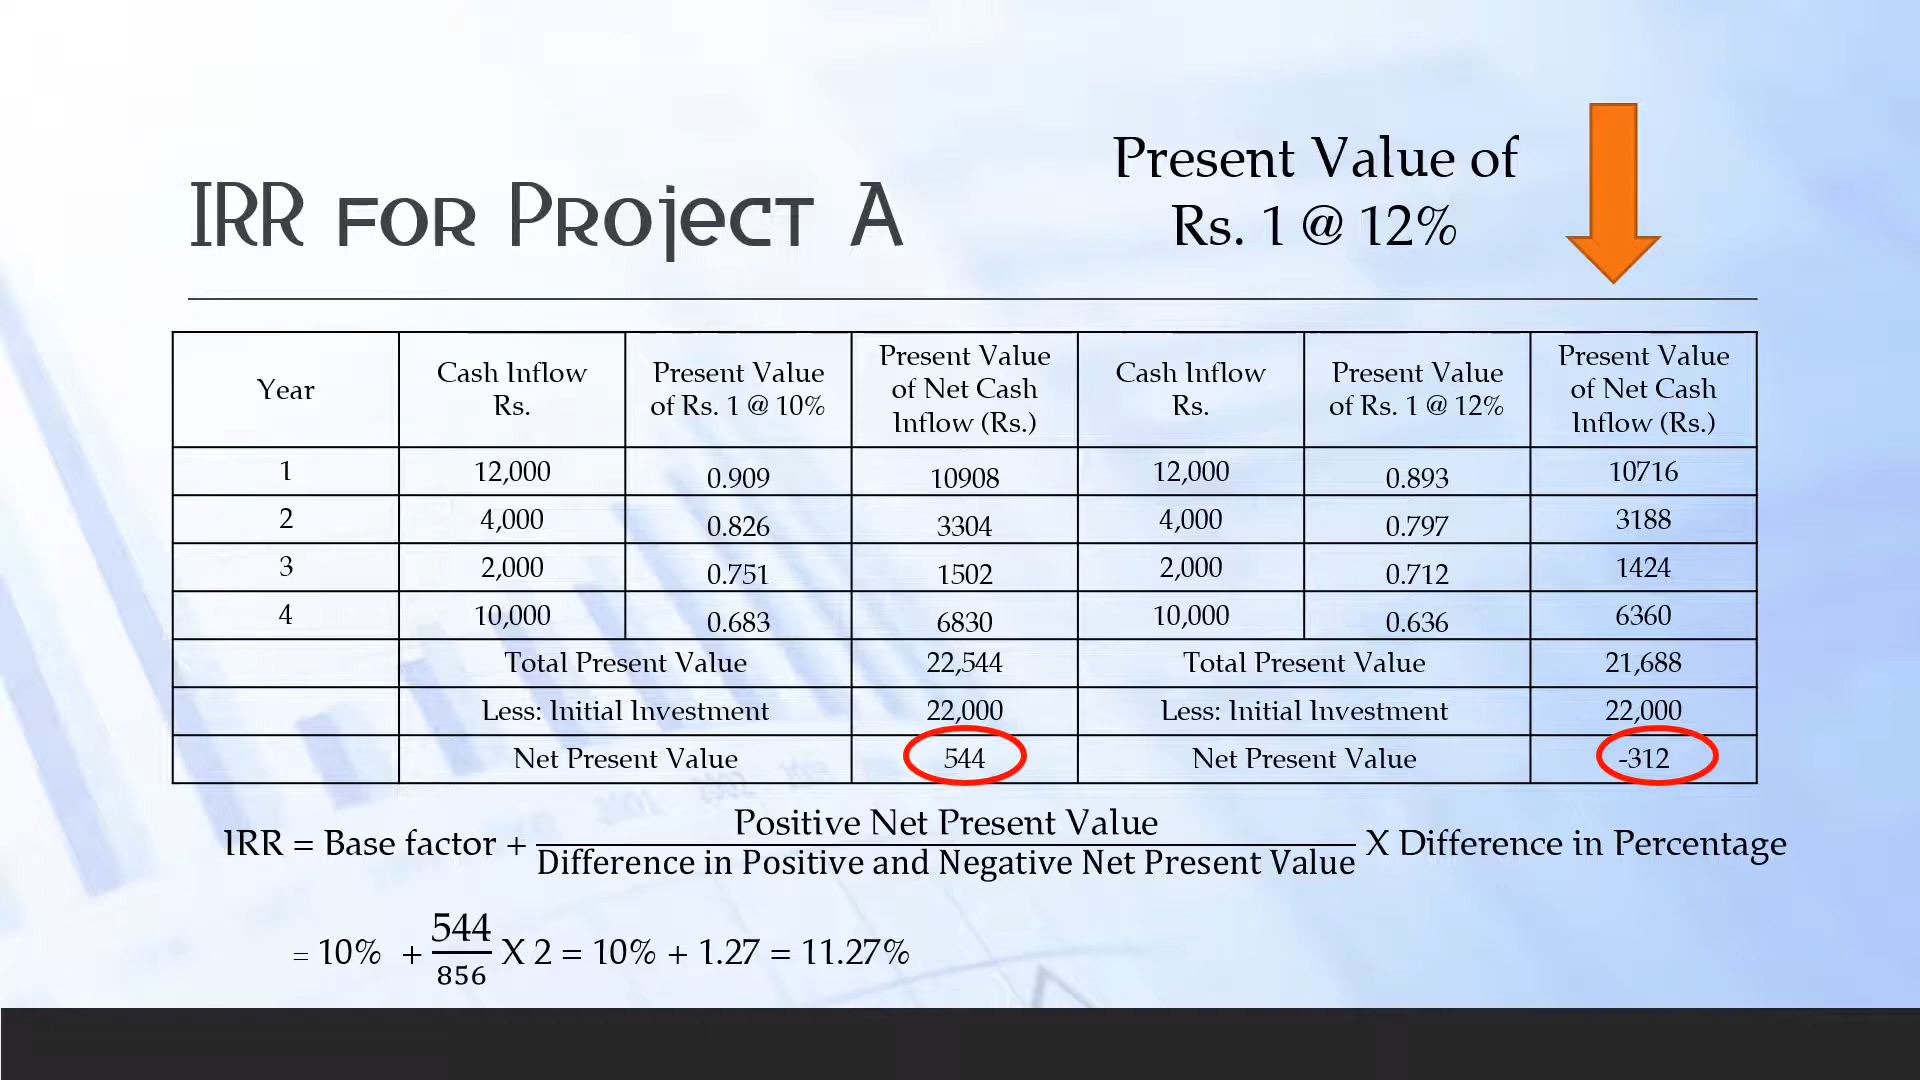 IRR for Project A
Present Value of
Rs. 1 @ 12%
Year
Cash Inflow
Rs.
Present Value
of Rs. 1 @ 10%
Present Value
of Net Cash
Inflow (Rs.)
Cash Inflow
Rs.
Present Value
of Rs. 1 @ 12%
Present Value
of Net Cash
Inflow (Rs.)
1 12,000 0.909 10908 12,000 0.893 10716
2 4,000 0.826 3304 4,000 0.797 3188
3 2,000 0.751 1502 2,000 0.712 1424
4 10,000 0.683 6830 10,000 0.636 6360
Total Present Value 22,544 Total Present Value 21,688
Less: Initial Investment 22,000 Less: Initial Investment 22,000
Net Present Value 544 Net Present Value -312
Positive Net Present Value
IRR = Base factor + X Difference in Percentage
Difference in Positive and Negative Net Present Value
544
= 10% + X 2 = 10% + 1.27 = 11.27%
856